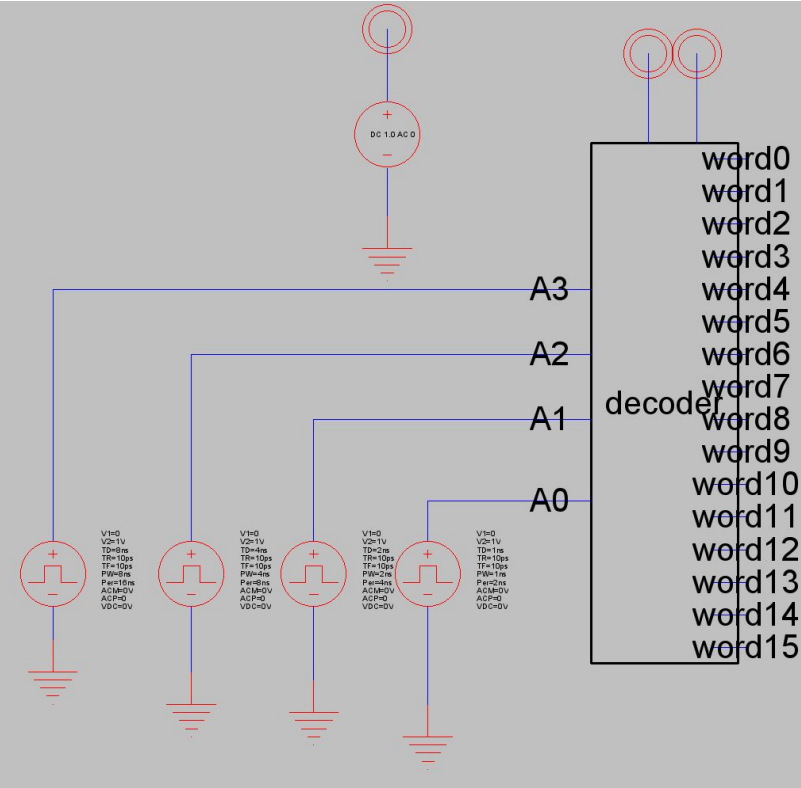 DC 1.0 AC 0
word0
word1
word2
word3
A3
word4
word5
A2
word6
word7
decoder
A1
word8
word9
A0
word10
word11
word12
word13
word14
word15
V1=0
V2=1V
TD=8ns
TR=10ps
TF=10ps
PW=8ns
Per=16ns
ACM=0V
ACP=0
VDC=0V
V1=0
V2=1V
TD=4ns
TR=10ps
TF=10ps
PW=4ns
Per=8ns
ACM=0V
ACP=0
VDC=0V
V1=0
V2=1V
TD=2ns
TR=10ps
TF=10ps
PW=2ns
Per=4ns
ACM=0V
ACP=0
VDC=0V
V1=0
V2=1V
TD=1ns
TR=10ps
TF=10ps
PW=1ns
Per=2ns
ACM=0V
ACP=0
VDC=0V